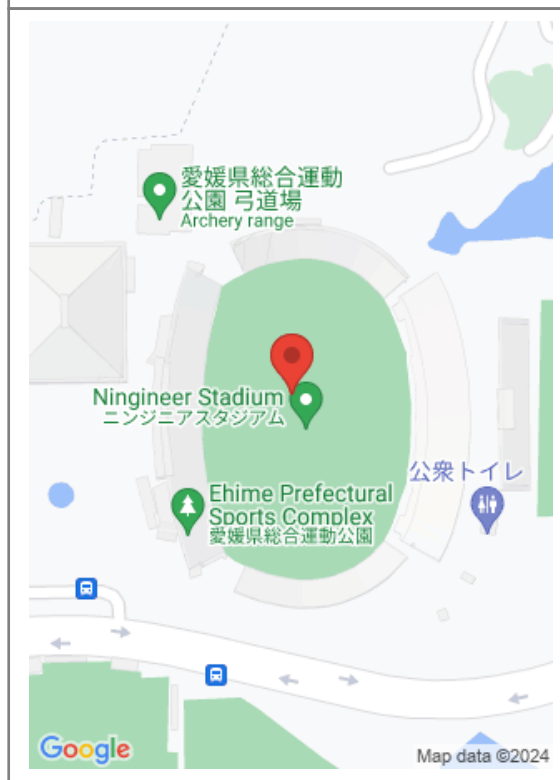 愛媛県総合運動
公園 弓道場
Archery range
Ningineer Stadium
ニンジニアスタジアム
公衆トイレ
Ehime Prefectural
Sports Complex
愛媛県総合運動公園
Google
Map data ©2024